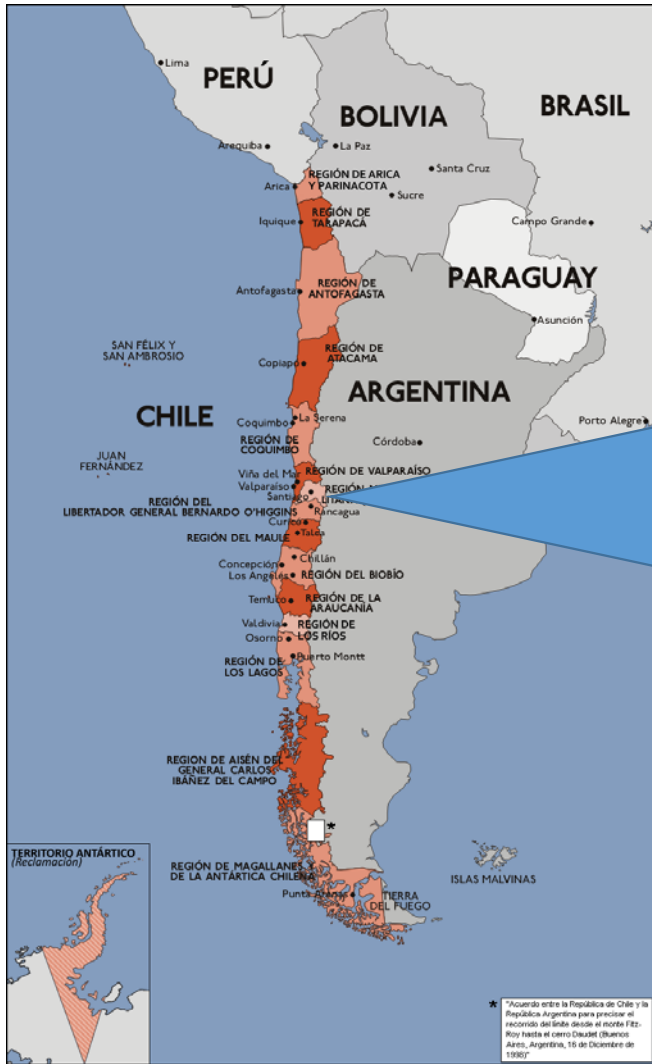 PERÚ
Lima
BOLIVIA
BRASIL
Arequiba
La Paz
Santa Cruz
REGIÓN DE ARICA
Y PARINACOTA
Arica
Sucre
REGIÓN DE
TARAPACÁ
Iquique
Campo Grande
PARAGUAY
REGIÓN DE
ANTOFAGASTA
Antofagasta
Asunción
SAN FÉLIX Y
SAN AMBROSIO
REGIÓN DE
ATACAMA
Copiapó
ARGENTINA
CHILE
La Serena
Coquimbo
Porto Alegre
REGIÓN DE
COQUIMBO
Córdoba
JUAN
FERNÁNDEZ
REGIÓN DE VALPARAÍSO
Viña del Mar
Valparaíso
Santiago
REGIÓN DEL
LIBERTADOR GENERAL BERNARDO O'HIGGINS
Rancagua
Curicó
REGIÓN DEL MAULE
Talca
Chillán
Concepción
Los Angeles
REGIÓN DEL BIOBÍO
Temuco
REGIÓN DE LA
ARAUCANÍA
Valdivia
REGIÓN DE
LOS RÍOS
Osorno
Puerto Montt
REGIÓN DE
LOS LAGOS
REGION DE AISÉN DEL
GENERAL CARLOS
IBÁÑEZ DEL CAMPO
*
TERRITORIO ANTÁRTICO
(Reclamación)
REGIÓN DE MAGALLANES Y
DE LA ANTÁRTICA CHILENA
ISLAS MALVINAS
Punta Arenas
TIERRA
DEL FUEGO
* "Acuerdo entre la República de Chile y la
República Argentina para precisar el
recorrido del límite desde el monte Fitz-
Roy hasta el cerro Daudet (Buenos
Aires, Argentina, 16 de Diciembre de
1998)"